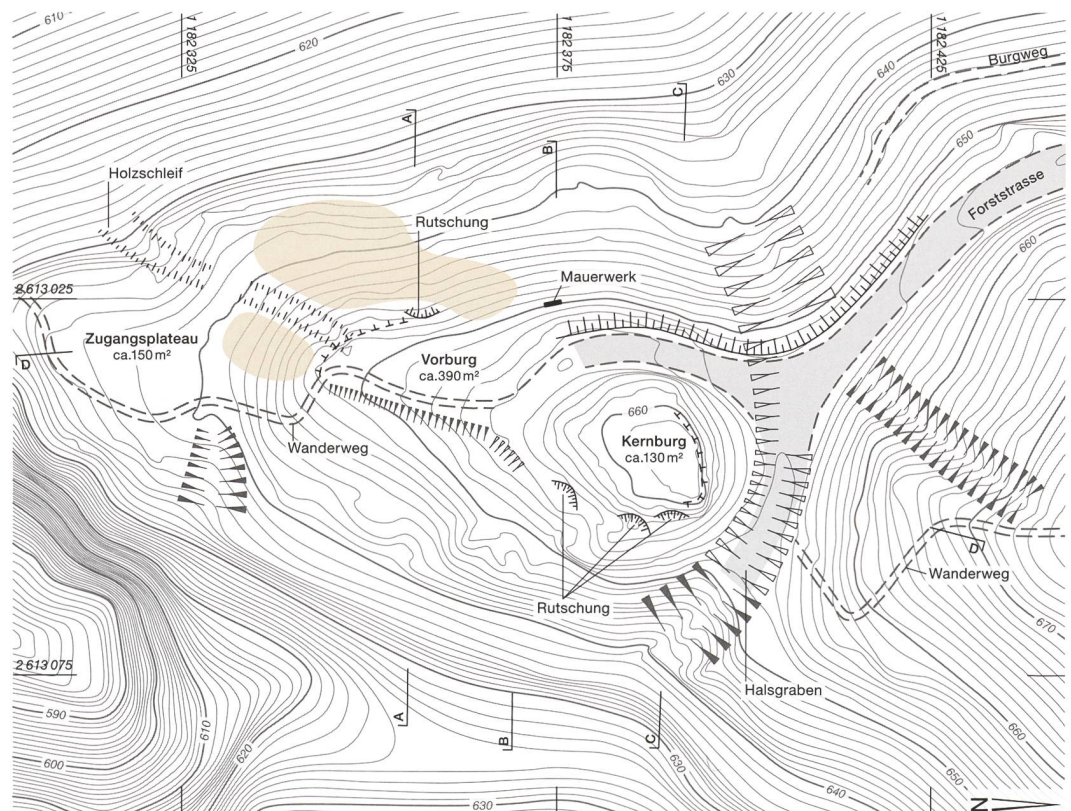 610
620
1 182 325
1 182 375
1 182 425
630
640
Burgweg
650
C
A
B
Holzschleif
Forststrasse
Rutschung
660
Mauerwerk
2 613 025
Zugangsplateau
ca.150 m²
D
Vorburg
ca.390 m²
660
Kernburg
ca.130 m²
Wanderweg
D
Wanderweg
Rutschung
670
2 613 075
Halsgraben
590
600
610
620
A
B
C
630
630
640
650
660
N